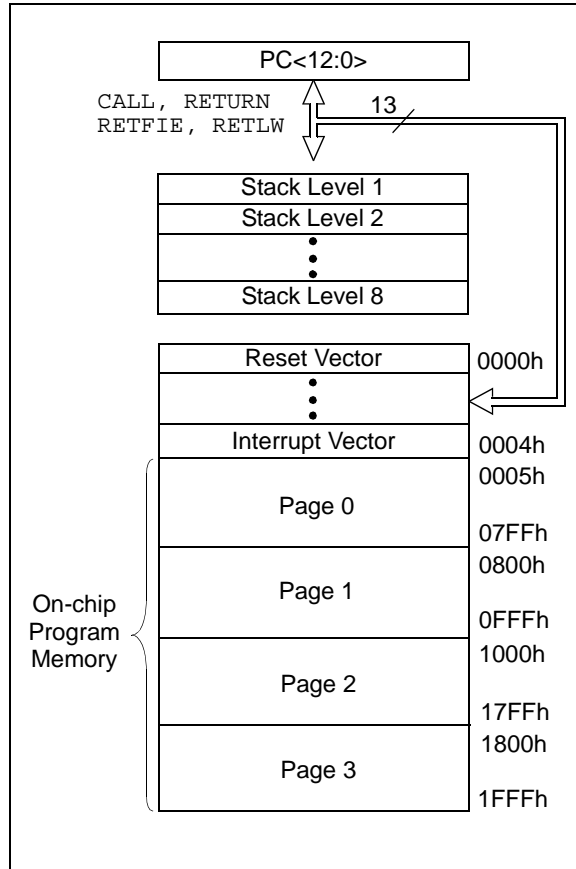 PC<12:0>
CALL, RETURN
RETFIE, RETLW
13
Stack Level 1
Stack Level 2
Stack Level 8
Reset Vector
0000h
Interrupt Vector
0004h
0005h
Page 0
07FFh
0800h
Page 1
0FFFh
On-chip
Program
Memory
1000h
Page 2
17FFh
1800h
Page 3
1FFFh